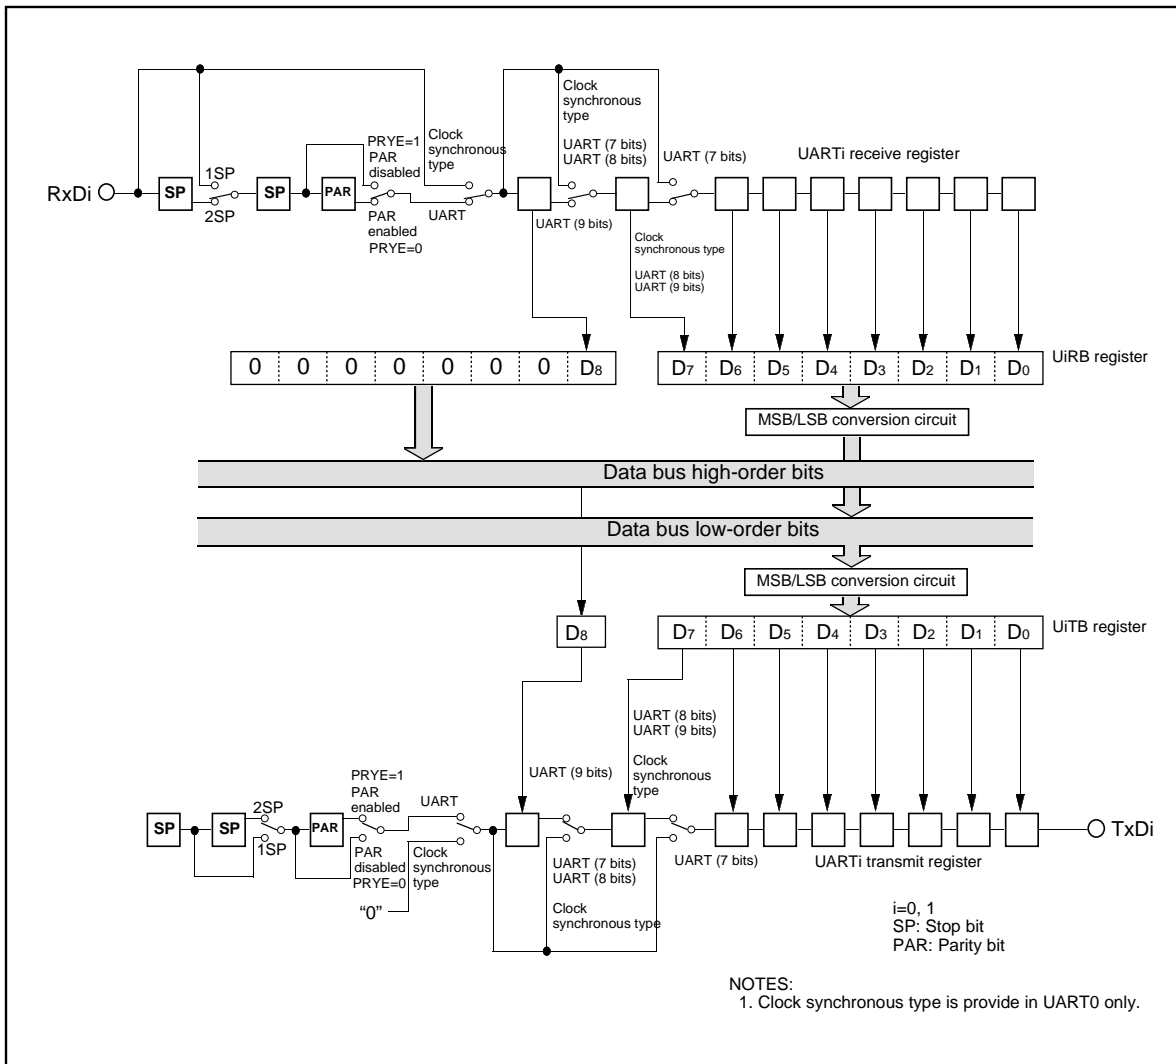 Clock
synchronous
type
PRYE=1
PAR
disabled
Clock
synchronous
type
UART (7 bits)
UART (8 bits)
UART (7 bits)
UARTi receive register
1SP
RxDi
SP
SP
PAR
2SP
PAR
enabled
PRYE=0
UART
UART (9 bits)
Clock
synchronous type
UART (8 bits)
UART (9 bits)
0 0 0 0 0 0 0 D8
D7 D6 D5 D4 D3 D2 D1 D0
UiRB register
MSB/LSB conversion circuit
Data bus high-order bits
Data bus low-order bits
MSB/LSB conversion circuit
D8
D7 D6 D5 D4 D3 D2 D1 D0
UiTB register
UART (8 bits)
UART (9 bits)
UART (9 bits)
Clock
synchronous
type
PRYE=1
PAR
enabled
UART
2SP
SP
SP
PAR
1SP
TxDi
PAR
disabled
PRYE=0
Clock
synchronous
type
“0”
UART (7 bits)
UART (8 bits)
Clock
synchronous type
UART (7 bits)
UARTi transmit register
i=0, 1
SP: Stop bit
PAR: Parity bit
NOTES:
1. Clock synchronous type is provide in UART0 only.